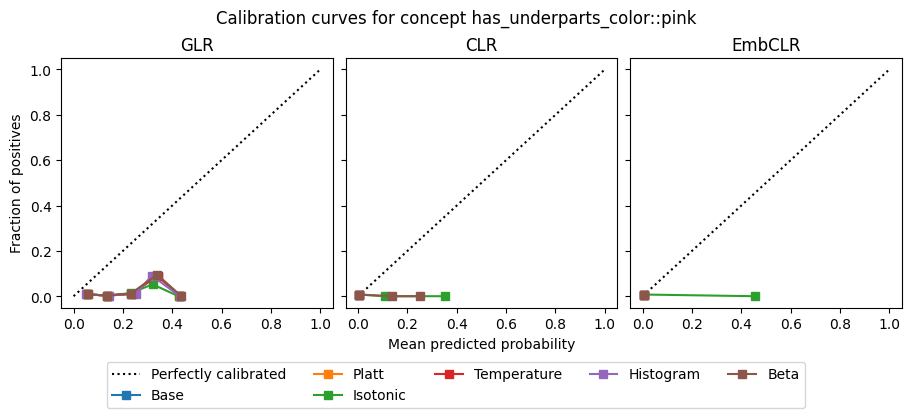 Calibration curves for concept has_underparts_color::pink
GLR
CLR
EmbCLR
Fraction of positives
1.0
0.8
0.6
0.4
0.2
0.0
0.0 0.2 0.4 0.6 0.8 1.0
0.0 0.2 0.4 0.6 0.8 1.0
0.0 0.2 0.4 0.6 0.8 1.0
Mean predicted probability
Perfectly calibrated
Base
Platt
Isotonic
Temperature
Histogram
Beta